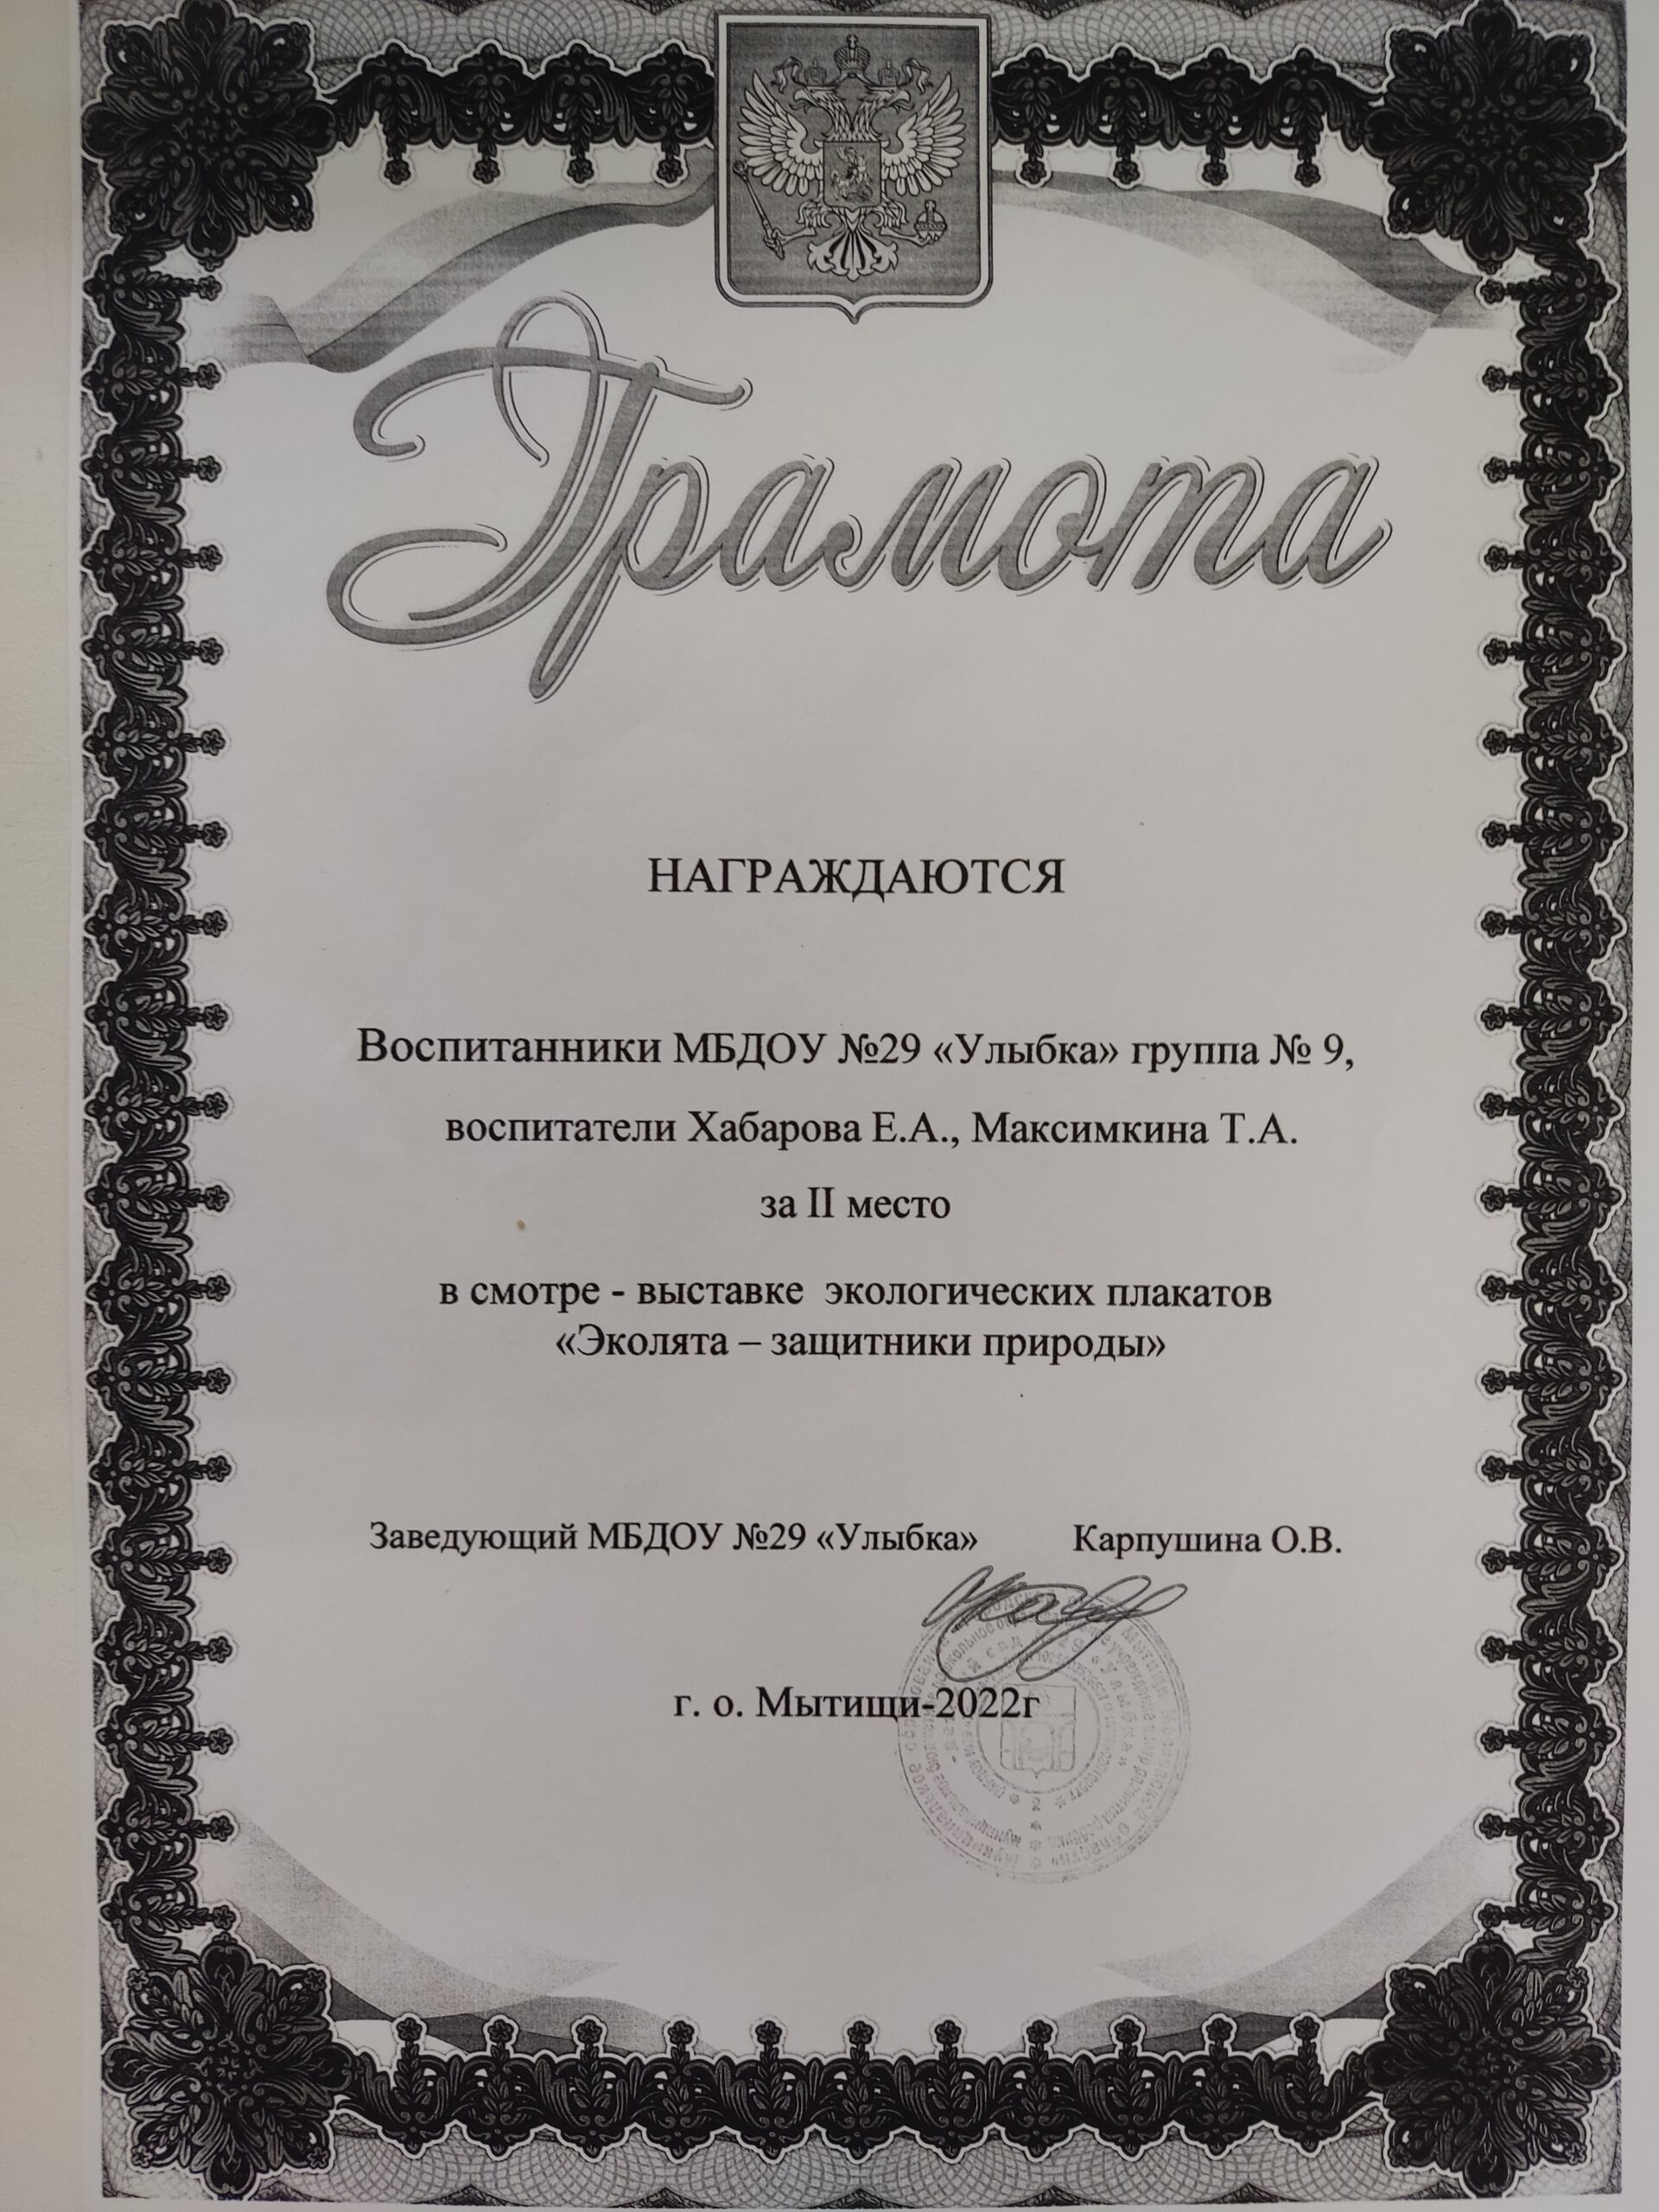 Грамота
НАГРАЖДАЮТСЯ
Воспитанники МБДОУ №29 «Улыбка» группа № 9,
воспитатели Хабарова Е.А., Максимкина Т.А.
за II место
в смотре - выставке экологических плакатов
«Эколята – защитники природы»
Заведующий МБДОУ №29 «Улыбка» Карпушина О.В.
г. о. Мытищи-2022г